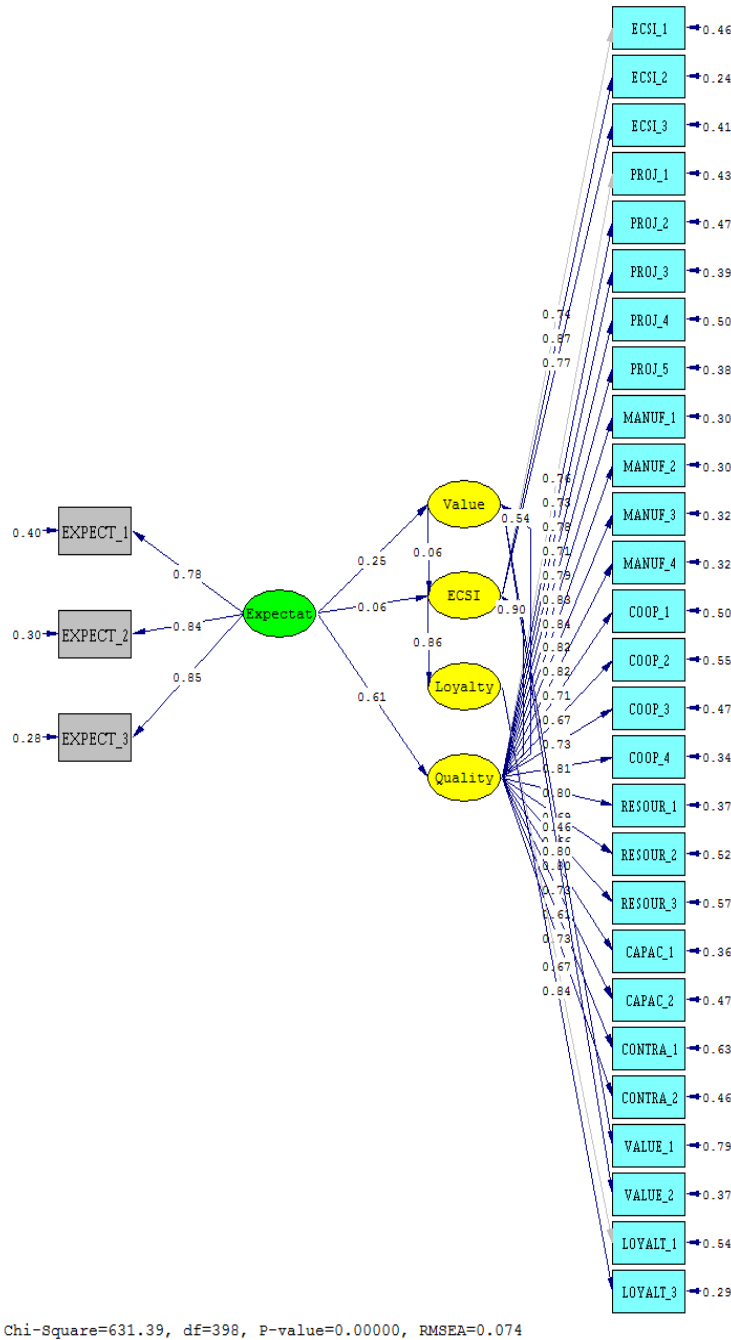 0.40 EXPECT_1
0.30 EXPECT_2
0.28 EXPECT_3
0.78
0.84
0.85
Expectat
0.25
0.06
0.61
Value
0.06
ECSI
0.86
Loyalty
Quality
0.54
0.90
0.74
0.87
0.77
0.76
0.73
0.78
0.71
0.79
0.83
0.84
0.82
0.82
0.71
0.67
0.73
0.81
0.80
0.46
0.80
0.73
0.61
0.73
0.67
0.84
ECSI_1 0.46
ECSI_2 0.24
ECSI_3 0.41
PROJ_1 0.43
PROJ_2 0.47
PROJ_3 0.39
PROJ_4 0.50
PROJ_5 0.38
MANUF_1 0.30
MANUF_2 0.30
MANUF_3 0.32
MANUF_4 0.32
COOP_1 0.50
COOP_2 0.55
COOP_3 0.47
COOP_4 0.34
RESOUR_1 0.37
RESOUR_2 0.52
RESOUR_3 0.57
CAPAC_1 0.36
CAPAC_2 0.47
CONTRA_1 0.63
CONTRA_2 0.46
VALUE_1 0.79
VALUE_2 0.37
LOYALT_1 0.54
LOYALT_3 0.29
Chi-Square=631.39, df=398, P-value=0.00000, RMSEA=0.074